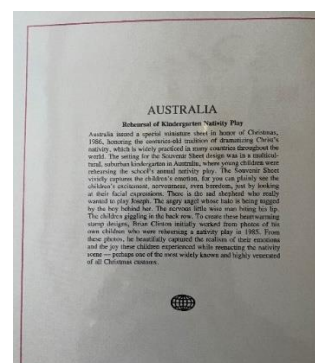 AUSTRALIA
Rehearsal of Kindergarten Nativity Play
Australia issued a special miniature sheet in honor of Christmas,
1986, honoring the centuries-old tradition of dramatizing Christ's
nativity, which is widely practiced in many countries throughout the
world. The setting for the Souvenir Sheet design was in a multicul-
tural, suburban kindergarten in Australia, where young children were
rehearsing the school's annual nativity play. The Souvenir Sheet
vividly captures the children's emotion, for you can plainly see the
children's excitement, nervousness, even boredom, just by looking
at their facial expressions. There is the sad shepherd who really
wanted to play Joseph. The angry angel whose halo is being tugged
by the boy behind her. The nervous little wise man biting his lip.
The children giggling in the back row. To create these heartwarming
stamp designs, Brian Clinton initially worked from photos of his
own children who were rehearsing a nativity play in 1985. From
these photos, he beautifully captured the realism of their emotions
and the joy these children experienced while reenacting the nativity
scene — perhaps one of the most widely known and highly venerated
of all Christmas customs.